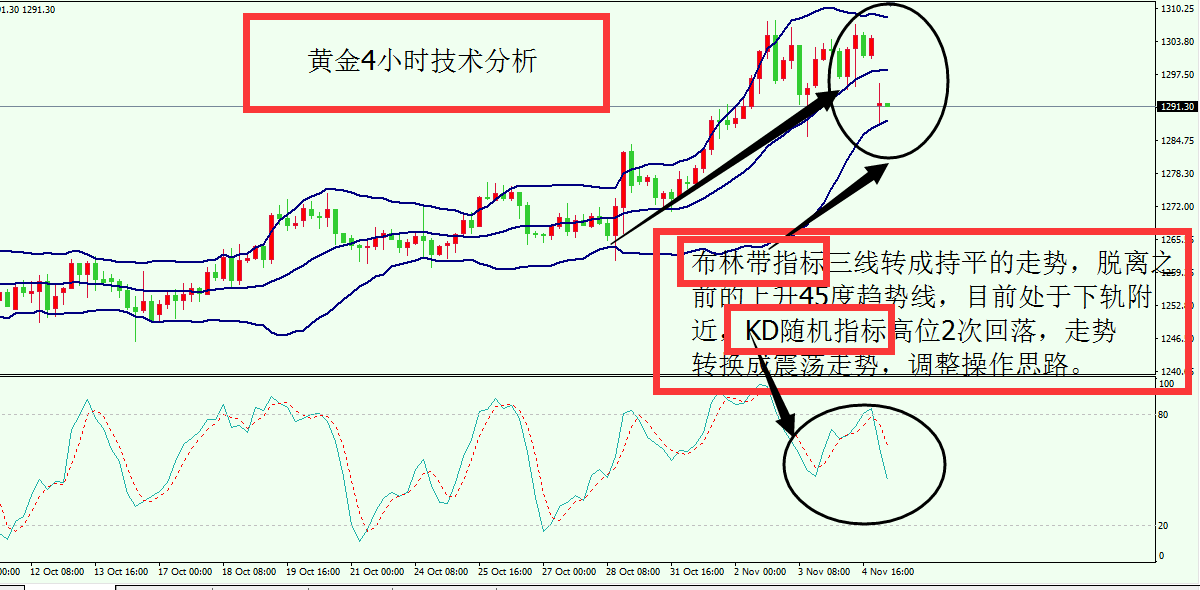 1.30 1291.30
黄金4小时技术分析
1310.25
1303.80
1297.50
1291.30
1284.75
1278.30
1272.00
1265.
布林带指标三线转成持平的走势，脱离之
前的上升45度趋势线，目前处于下轨附
1252.
近，KD随机指标高位2次回落，走势
1246.
转换成震荡走势，调整操作思路。
1240.
100
80
20
0
00:00
12 Oct 08:00
13 Oct 16:00
17 Oct 00:00
18 Oct 08:00
19 Oct 16:00
21 Oct 00:00
24 Oct 08:00
25 Oct 16:00
27 Oct 00:00
28 Oct 08:00
31 Oct 16:00
2 Nov 00:00
3 Nov 08:00
4 Nov 16:00